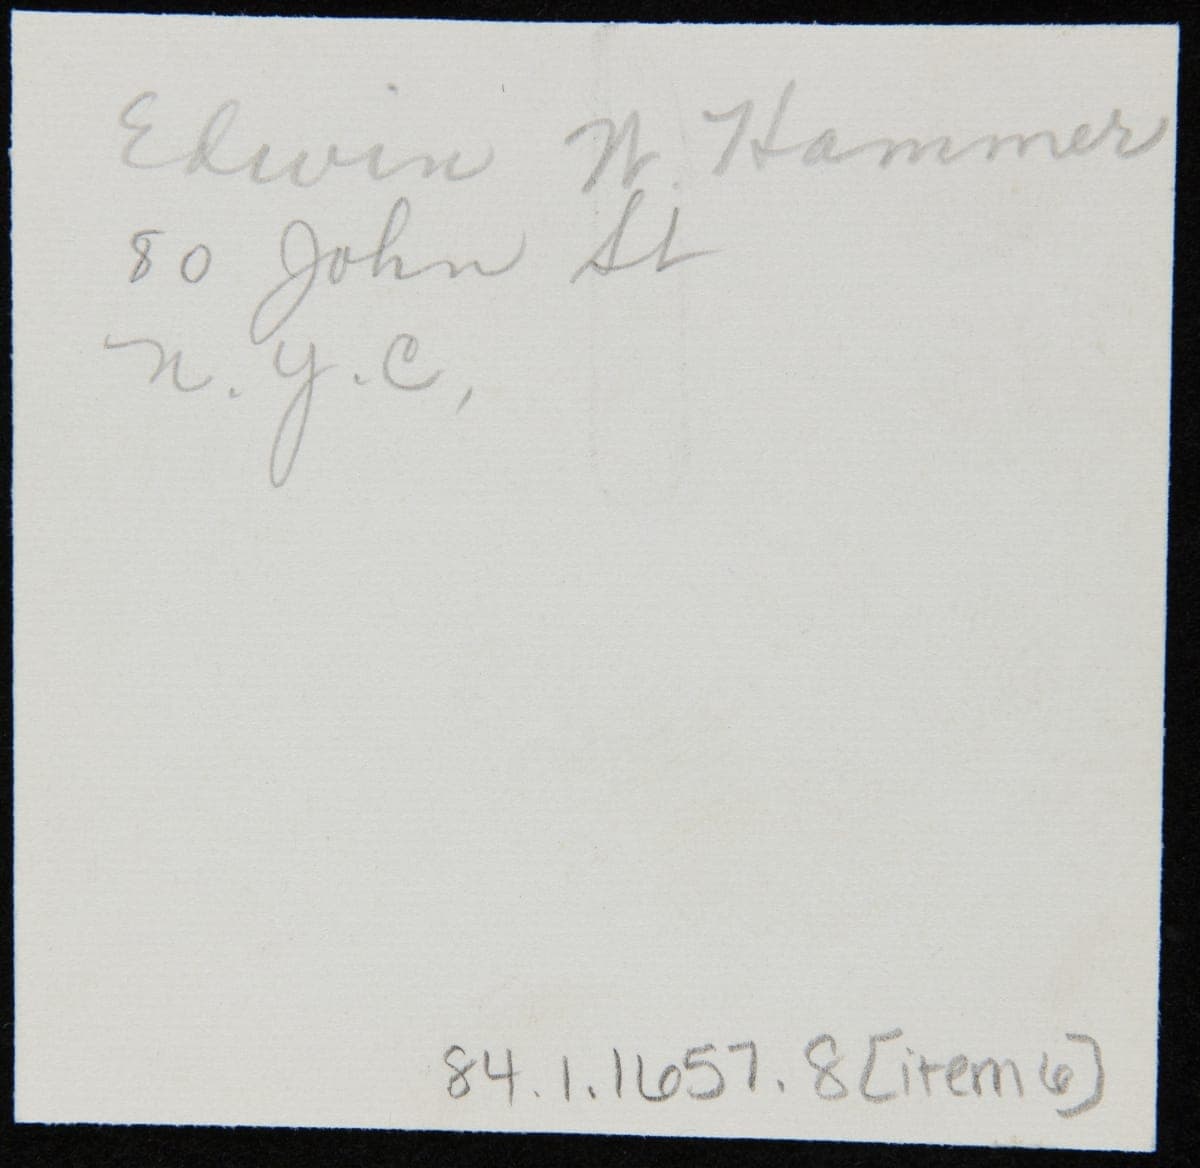 Edwin W. Hammer
80 John St
N.Y.C,
84.1.1657.8 [item 6]